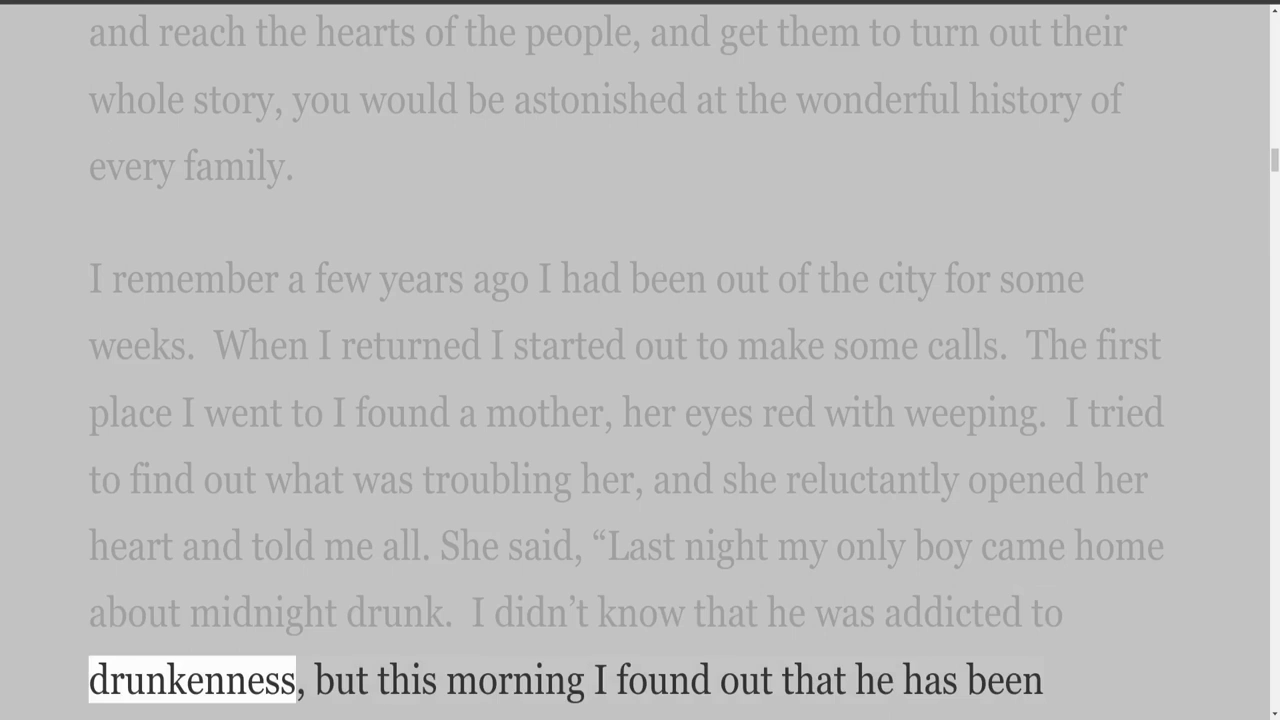 and reach the hearts of the people, and get them to turn out their
whole story, you would be astonished at the wonderful history of
every family.
I remember a few years ago I had been out of the city for some
weeks.  When I returned I started out to make some calls.  The first
place I went to I found a mother, her eyes red with weeping.  I tried
to find out what was troubling her, and she reluctantly opened her
heart and told me all. She said, “Last night my only boy came home
about midnight drunk.  I didn’t know that he was addicted to
drunkenness, but this morning I found out that he has been